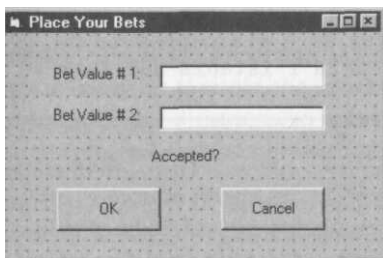 Place Your Bets
Bet Value # 1:
Bet Value # 2:
Accepted?
OK Cancel